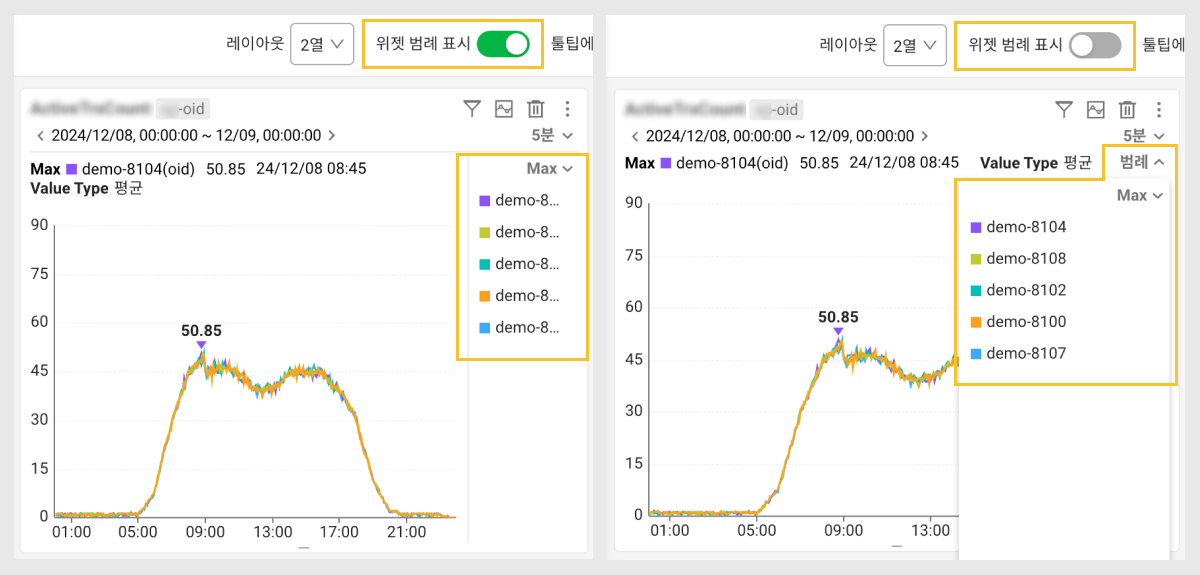 레이아웃 2열 위젯 범례 표시 툴팁에
-oid
2024/12/08, 00:00:00 ~ 12/09, 00:00:00 5분
Max demo-8104(oid) 50.85 24/12/08 08:45
Value Type 평균
Max
demo-8...
demo-8...
demo-8...
demo-8...
demo-8...
90
75
60
45
30
15
0
50.85
01:00 05:00 09:00 13:00 17:00 21:00
레이아웃 2열 위젯 범례 표시 툴팁에
-oid
2024/12/08, 00:00:00 ~ 12/09, 00:00:00 5분
Max demo-8104(oid) 50.85 24/12/08 08:45 Value Type 평균 범례
Max
demo-8104
demo-8108
demo-8102
demo-8100
demo-8107
90
75
60
45
30
15
0
50.85
01:00 05:00 09:00 13:00